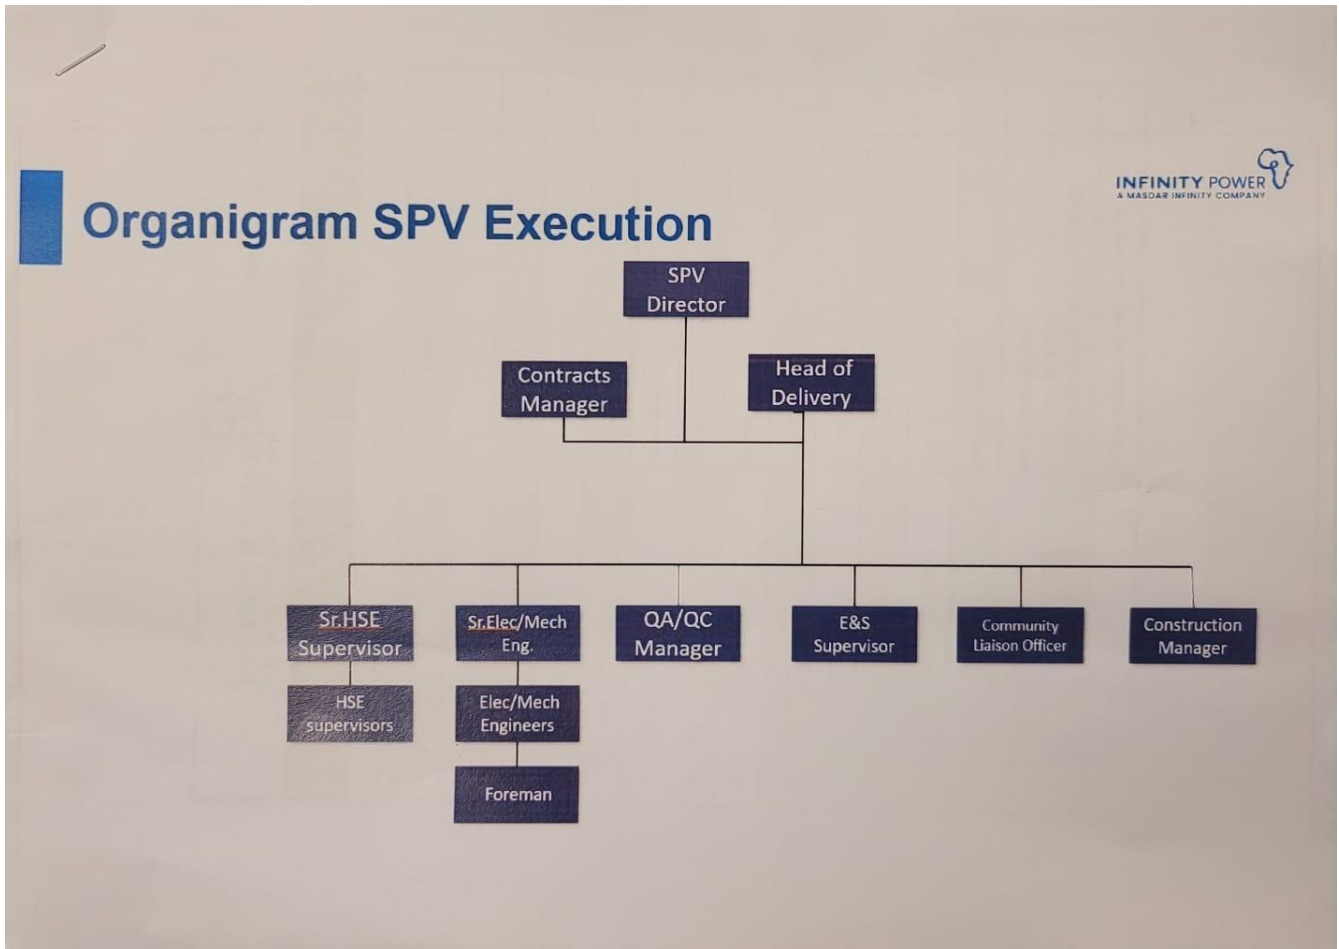 INFINITY POWER
A MASDAR INFINITY COMPANY
Organigram SPV Execution
SPV
Director
Contracts
Manager
Head of
Delivery
Sr.HSE
Supervisor
Sr.Elec/Mech
Eng.
QA/QC
Manager
E&S
Supervisor
Community
Liaison Officer
Construction
Manager
HSE
supervisors
Elec/Mech
Engineers
Foreman